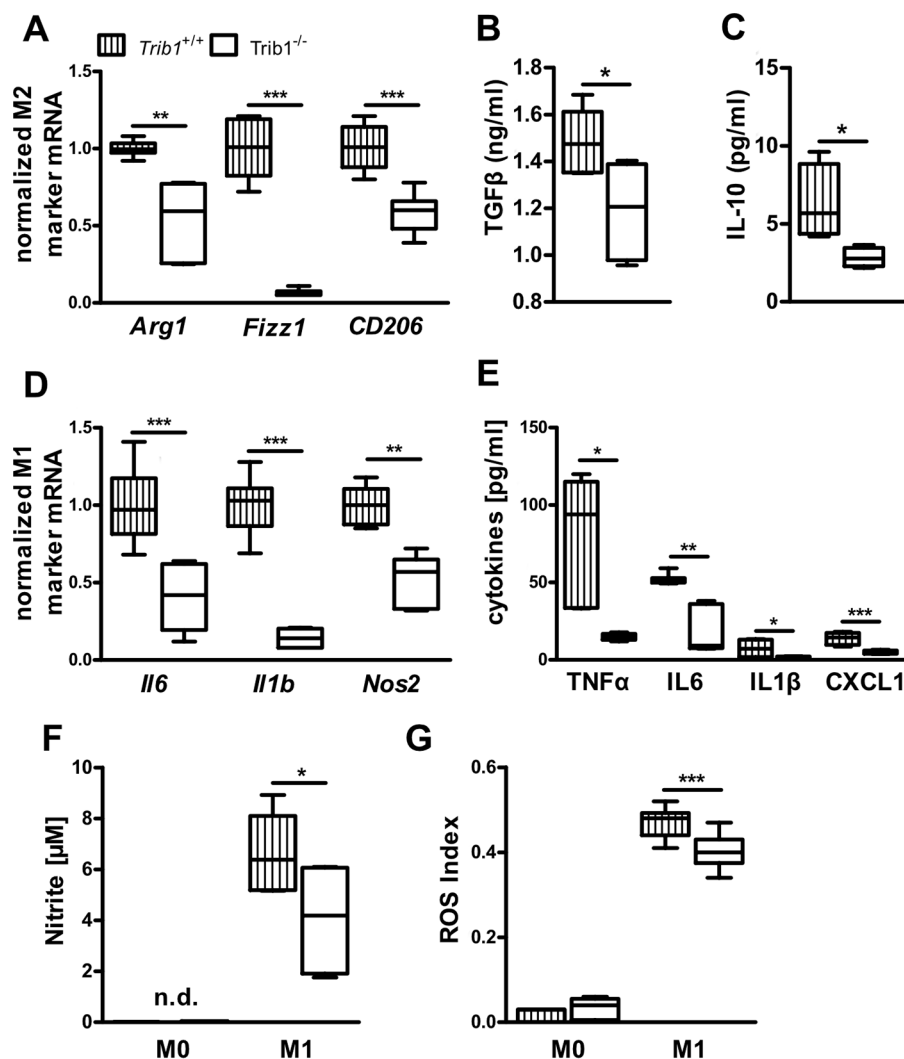 A
Trib1+/+ Trib1-/-
normalized M2
marker mRNA
1.5
1.0
0.5
0.0
** *** ***
Arg1 Fizz1 CD206
B
TGFβ (ng/ml)
1.8
1.6
1.4
1.2
1.0
0.8
*
C
IL-10 (pg/ml)
15
10
5
0
*
D
normalized M1
marker mRNA
1.5
1.0
0.5
0.0
*** *** **
Il6 Il1b Nos2
E
cytokines [pg/ml]
150
100
50
0
* ** * ***
TNFα IL6 IL1β CXCL1
F
Nitrite [µM]
10
8
6
4
2
0
n.d.
*
M0 M1
G
ROS Index
0.6
0.4
0.2
0.0
***
M0 M1